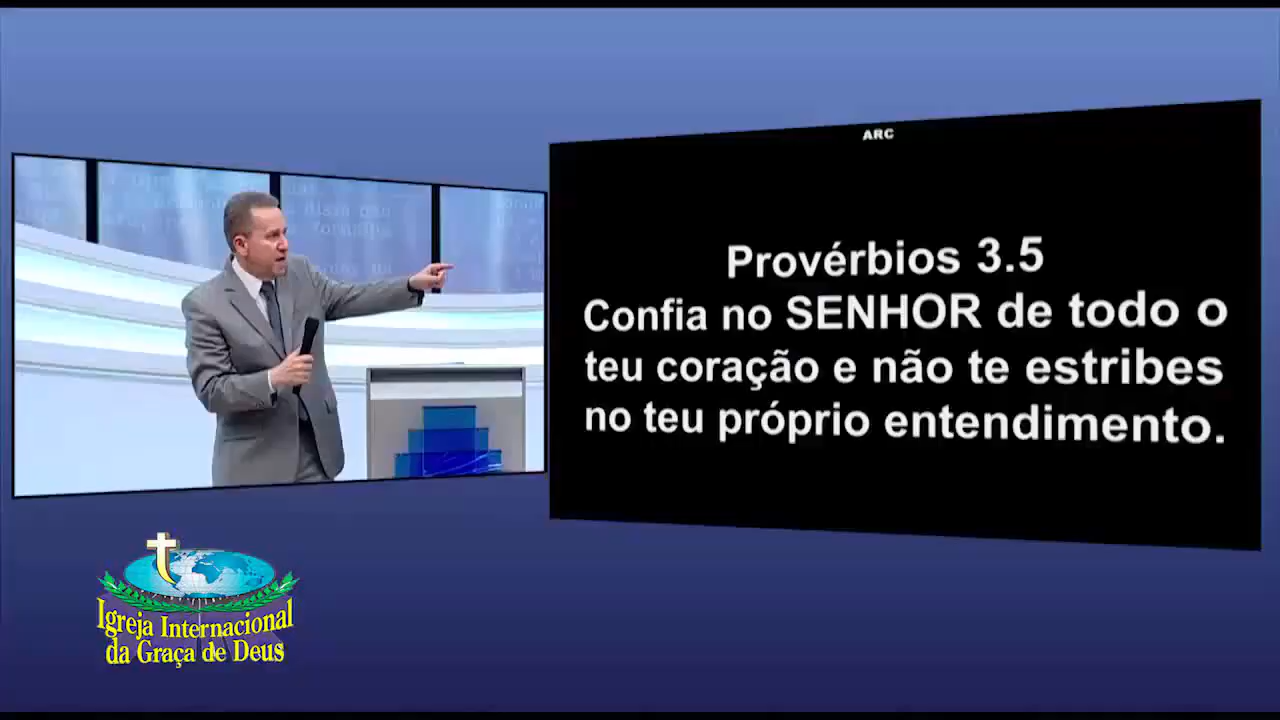 ARC
Provérbios 3.5
Confia no SENHOR de todo o
teu coração e não te estribes
no teu próprio entendimento.
Igreja Internacional
da Graça de Deus